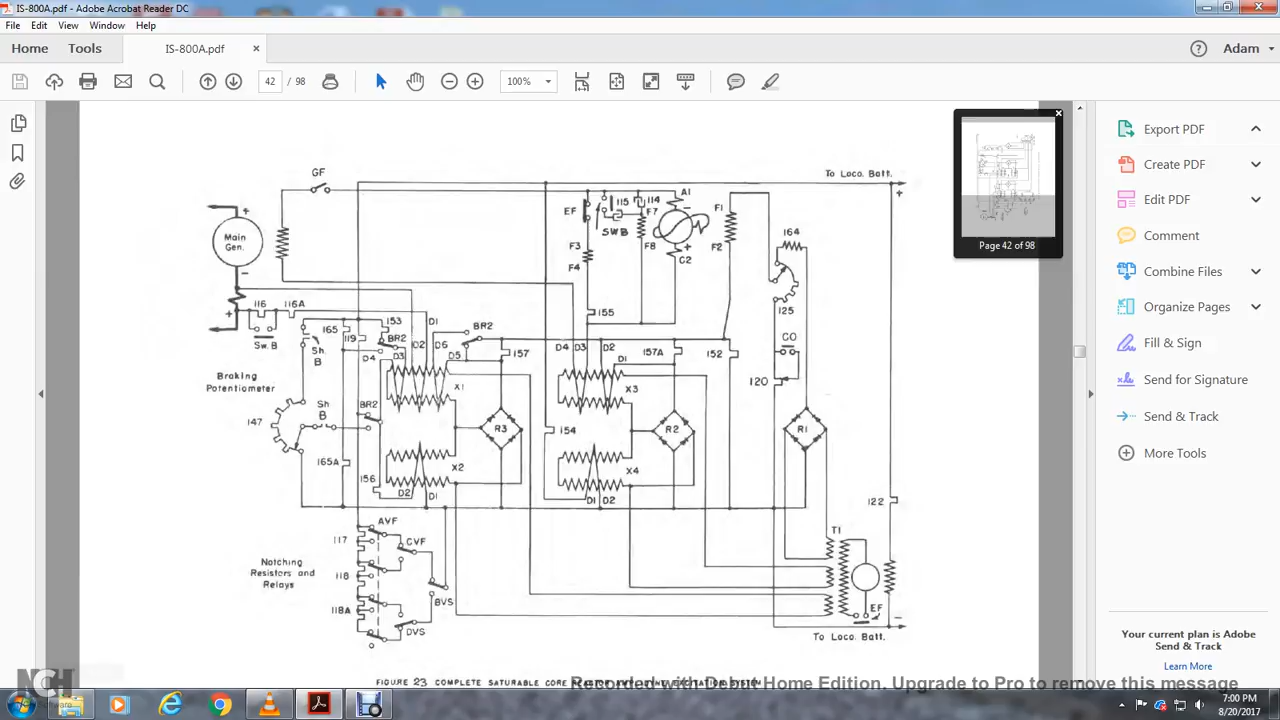 IS-800A.pdf - Adobe Acrobat Reader DC
File Edit View Window Help
Home Tools IS-800A.pdf × Adam
42 / 98 100%
Export PDF
Create PDF
Edit PDF
Comment
Combine Files
Organize Pages
Fill & Sign
Send for Signature
Send & Track
More Tools
Your current plan is Adobe
Send & Track
Learn More
Page 42 of 98
GF
To Loco. Batt.
+
A1
115 114
F1
EF
F7
SWB
F2
F8
Main
Gen.
+
-
F3
F4
C2
164
125
116 116A
Sw. B
165
119
153
D1
BR2
155
Sh.
B
BR2
D2 D6
D4 D3 D5
157
D4 D3 D2
D1
157A
152
CO
120
Braking
Potentiometer
X1
X3
147
Sh
B
BR2
R3
154
R2
R1
165A
156
X2
X4
D2 D1
D1 D2
122
AVF
117
CVF
T1
Notching
Resistors and
Relays
118
BVS
118A
DVS
EF
-
To Loco. Batt.
FIGURE 23 COMPLETE SATURABLE CORE
Home Edition. Upgrade to Pro to remove this message
NCH
Software
7:00 PM
8/20/2017